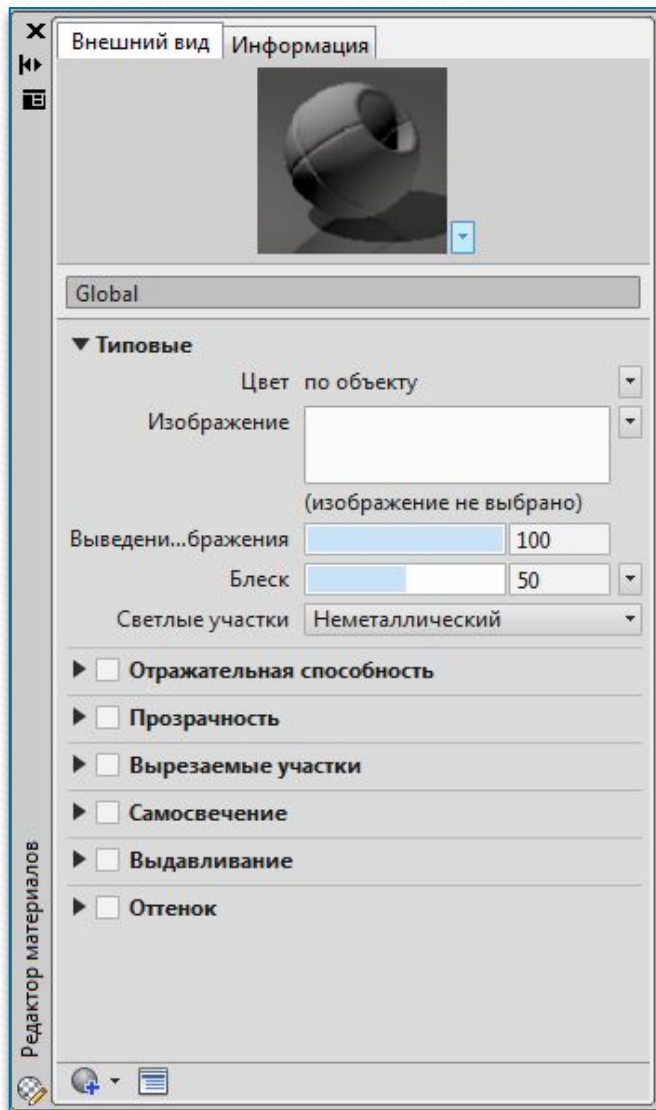 Внешний вид
Информация
Global
Типовые
Цвет по объекту
Изображение
(изображение не выбрано)
Выведени...бражения 100
Блеск 50
Светлые участки Неметаллический
Отражательная способность
Прозрачность
Вырезаемые участки
Самосвечение
Выдавливание
Оттенок
Редактор материалов